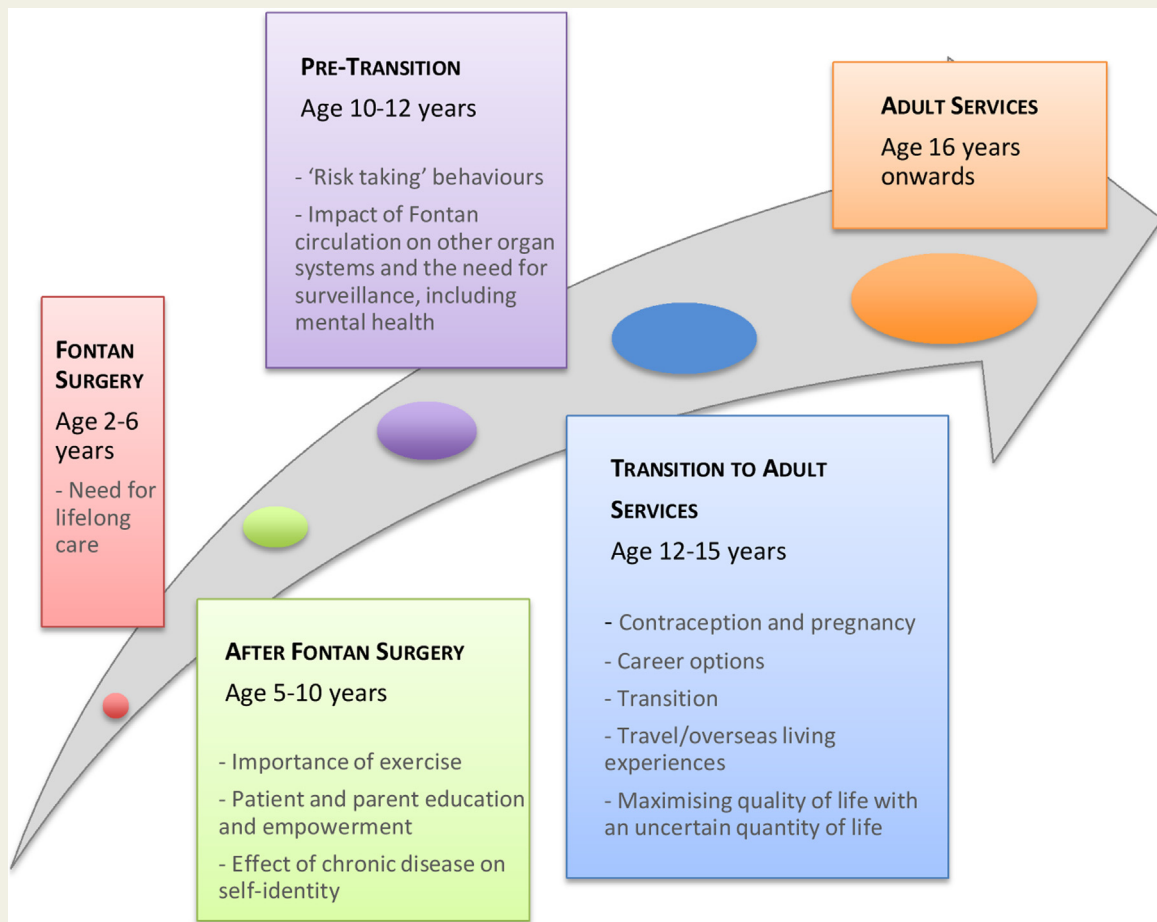 FONTAN
SURGERY
Age 2-6
years
- Need for
lifelong
care
AFTER FONTAN SURGERY
Age 5-10 years
- Importance of exercise
- Patient and parent education
and empowerment
- Effect of chronic disease on
self-identity
PRE-TRANSITION
Age 10-12 years
- ‘Risk taking’ behaviours
- Impact of Fontan
circulation on other organ
systems and the need for
surveillance, including
mental health
TRANSITION TO ADULT
SERVICES
Age 12-15 years
- Contraception and pregnancy
- Career options
- Transition
- Travel/overseas living
experiences
- Maximising quality of life with
an uncertain quantity of life
ADULT SERVICES
Age 16 years
onwards